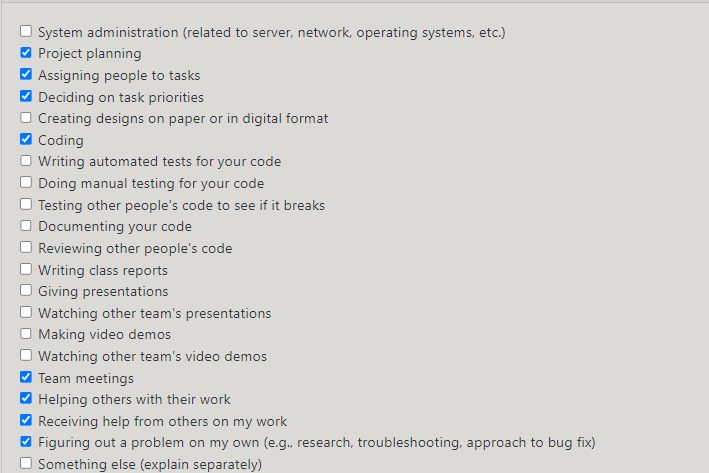 System administration (related to server, network, operating systems, etc.)
Project planning
Assigning people to tasks
Deciding on task priorities
Creating designs on paper or in digital format
Coding
Writing automated tests for your code
Doing manual testing for your code
Testing other people's code to see if it breaks
Documenting your code
Reviewing other people's code
Writing class reports
Giving presentations
Watching other team's presentations
Making video demos
Watching other team's video demos
Team meetings
Helping others with their work
Receiving help from others on my work
Figuring out a problem on my own (e.g., research, troubleshooting, approach to bug fix)
Something else (explain separately)